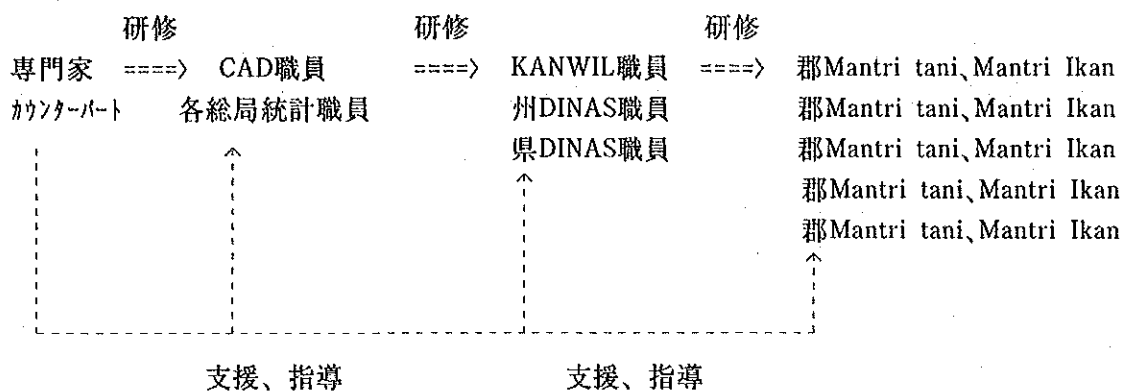 研修 研修 研修
専門家 ====> CAD職員 ====> KANWIL職員 ====> 郡Mantri tani、Mantri Ikan
カウンターパート 各総局統計職員 州DINAS職員 郡Mantri tani、Mantri Ikan
県DINAS職員 郡Mantri tani、Mantri Ikan
郡Mantri tani、Mantri Ikan
郡Mantri tani、Mantri Ikan
支援、指導 支援、指導